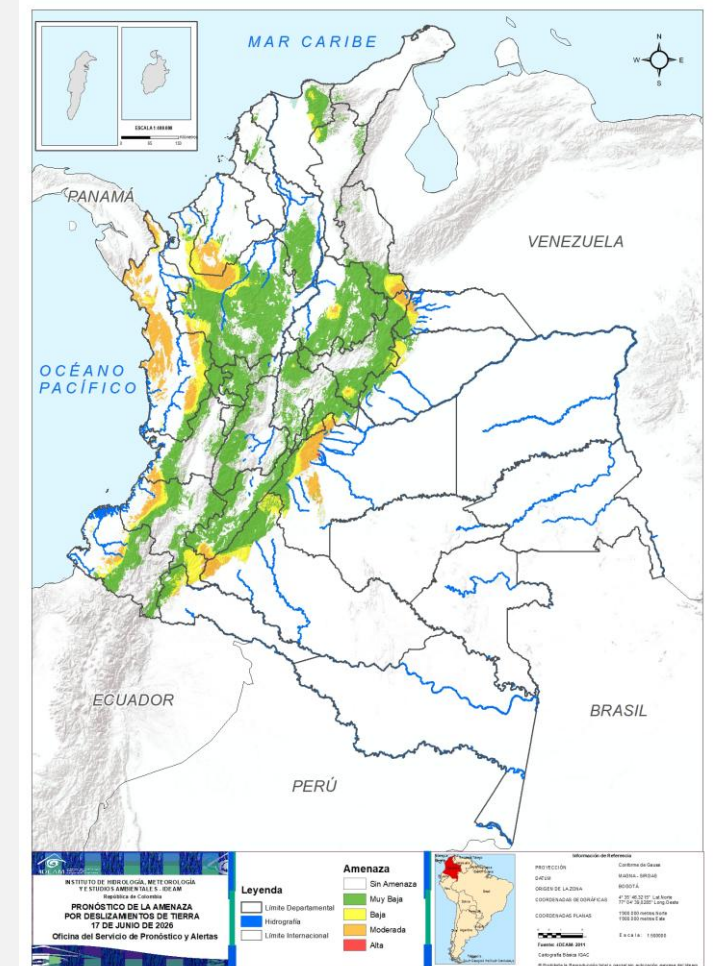 MAR CARIBE
N
W
E
S
PANAMÁ
VENEZUELA
OCÉANO
PACÍFICO
ECUADOR
BRASIL
PERÚ
IDEAM
INSTITUTO DE HIDROLOGÍA, METEOROLOGÍA
Y ESTUDIOS AMBIENTALES - IDEAM
República de Colombia
PRONÓSTICO DE LA AMENAZA
POR DESLIZAMIENTOS DE TIERRA
17 DE JUNIO DE 2026
Oficina del Servicio de Pronóstico y Alertas
Leyenda
Límite Departamental
Hidrografía
Límite Internacional
Amenaza
Sin Amenaza
Muy Baja
Baja
Moderada
Alta
Información de Referencia
PROYECCIÓN
Conforme de Gauss
DATUM
MAGNA - SIRGAS
ORIGEN DE LA ZONA
BOGOTÁ
COORDENADAS GEOGRÁFICAS
COORDENADAS PLANAS
Escala:
Fuente: IDEAM 2011
Cartografía Básica IGAC